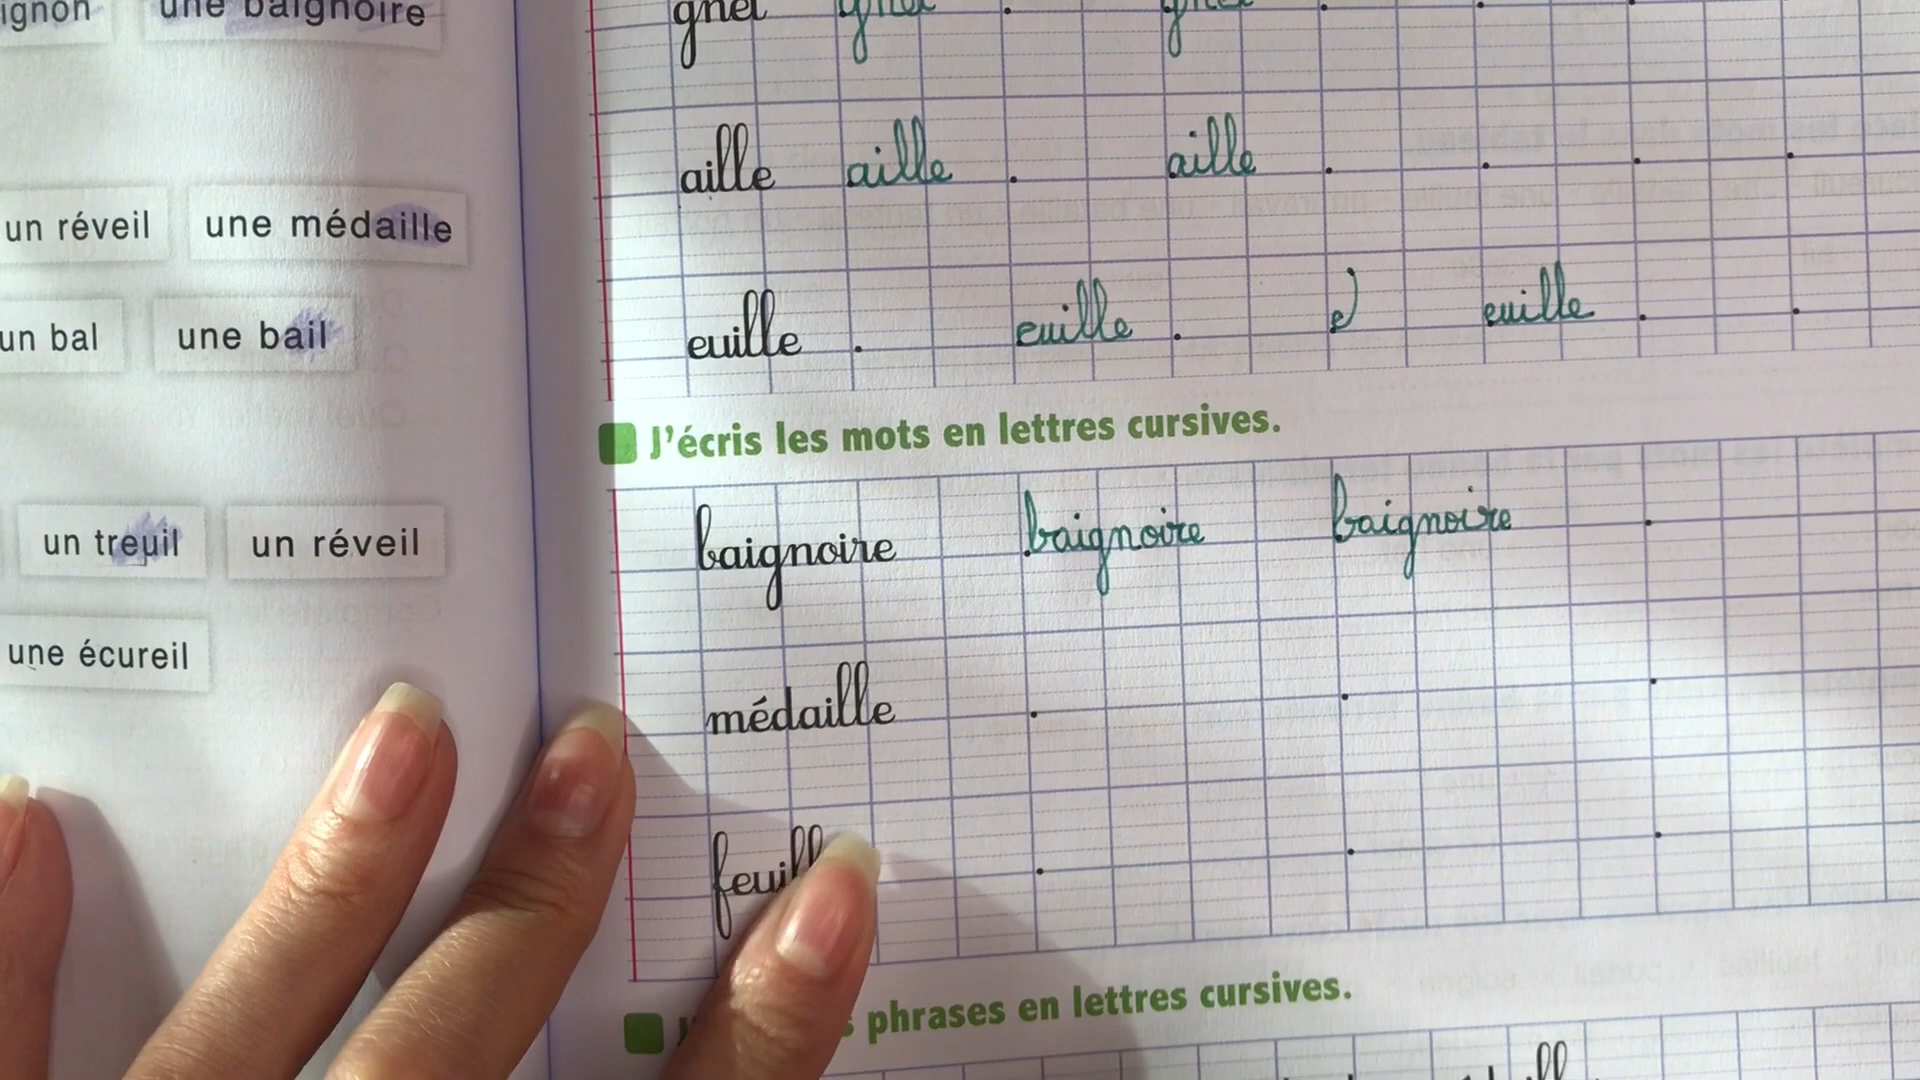 ignon une baignoire
un réveil une médaille
un bal une bail
un treuil un réveil
une écureil
gnel gnel . gnel . . . .
aille aille . aille . . . .
euille . euille . e euille . .
J'écris les mots en lettres cursives.
baignoire baignoire baignoire .
médaille . . .
feuill . . .
phrases en lettres cursives.